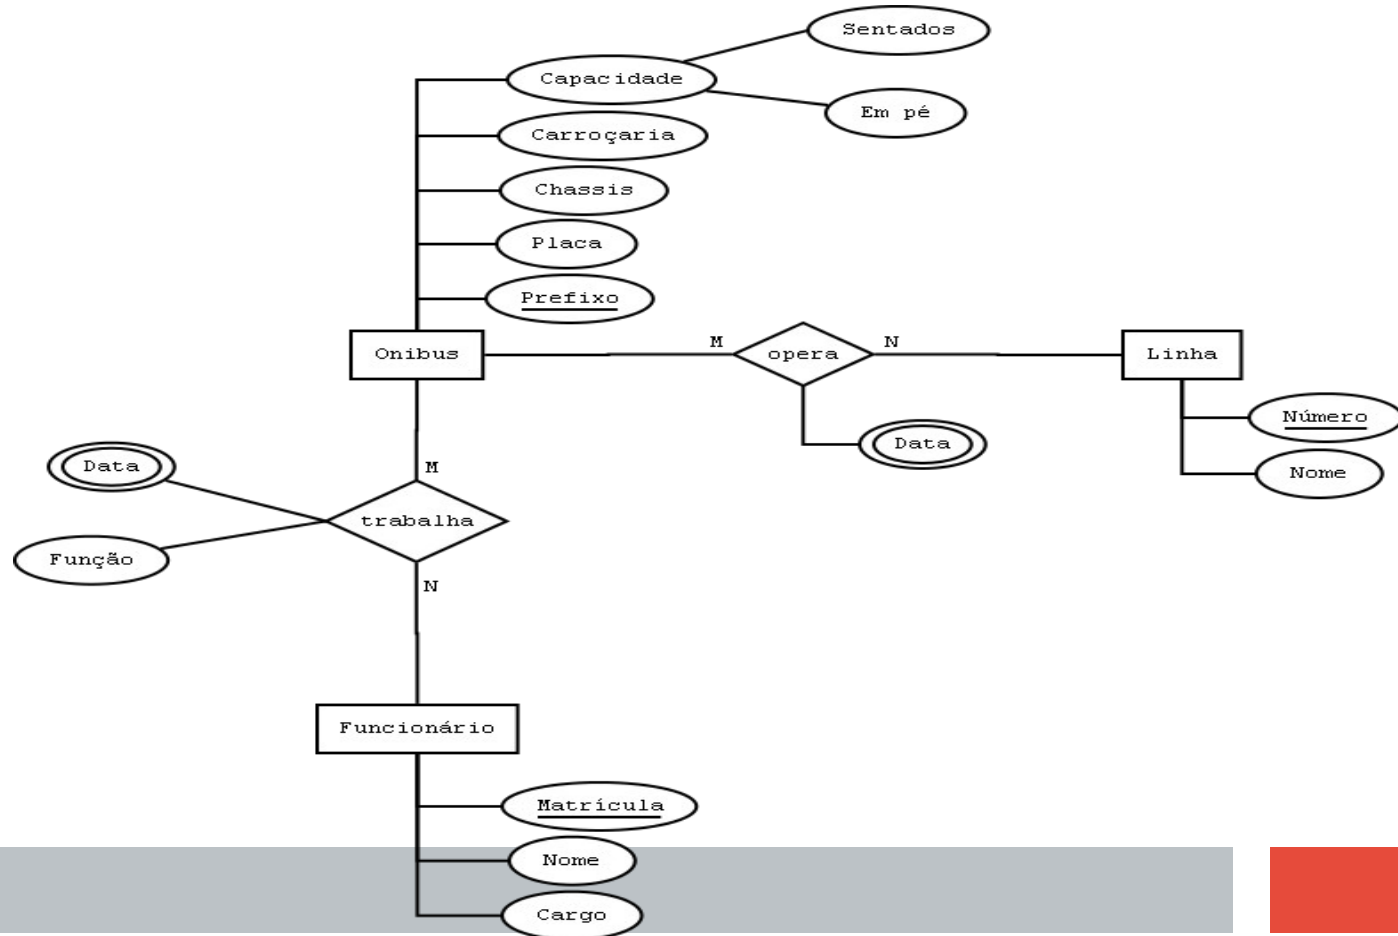 Sentados
Capacidade
Em pé
Carroçaria
Chassis
Placa
Prefixo
Onibus
M
opera
N
Linha
Número
Data
Nome
Data
M
trabalha
Função
N
Funcionário
Matrícula
Nome
Cargo